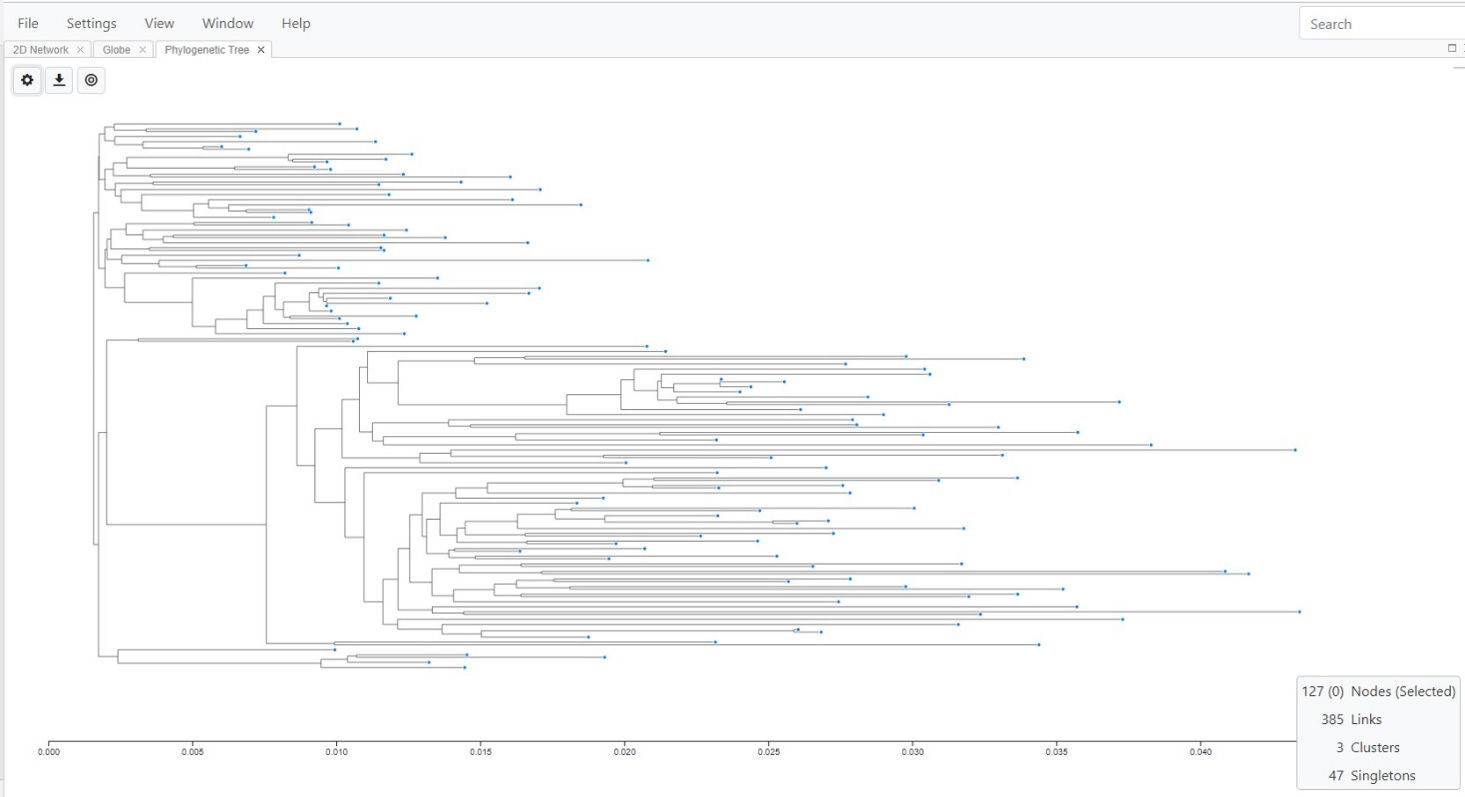 File Settings View Window Help Search
2D Network × Globe × Phylogenetic Tree ×
0.000 0.005 0.010 0.015 0.020 0.025 0.030 0.035 0.040
127 (0) Nodes (Selected)
385 Links
3 Clusters
47 Singletons